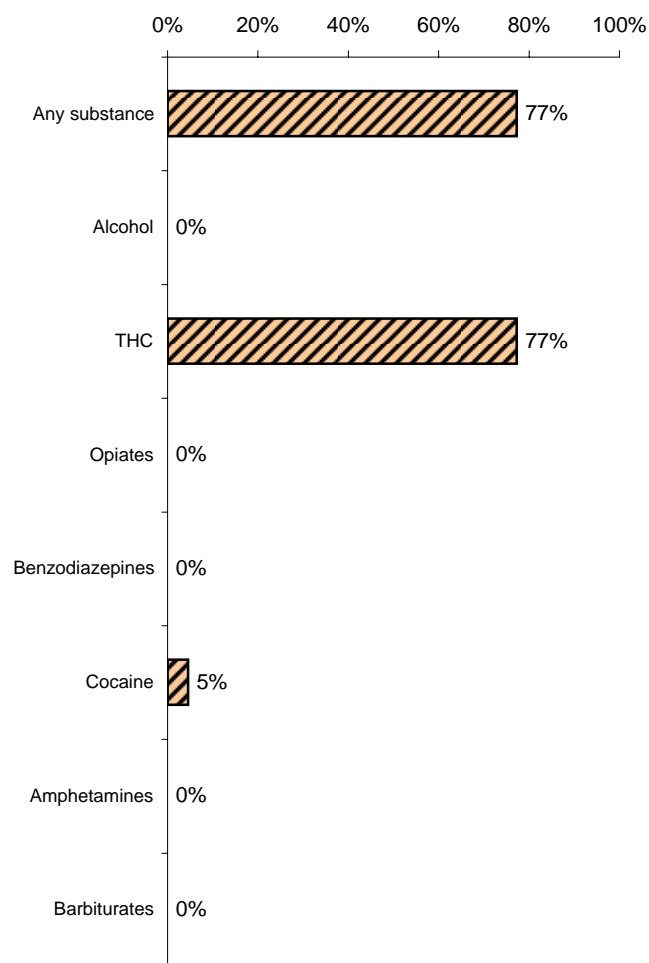 0% 20% 40% 60% 80% 100%
Any substance 77%
Alcohol 0%
THC 77%
Opiates 0%
Benzodiazepines 0%
Cocaine 5%
Amphetamines 0%
Barbiturates 0%